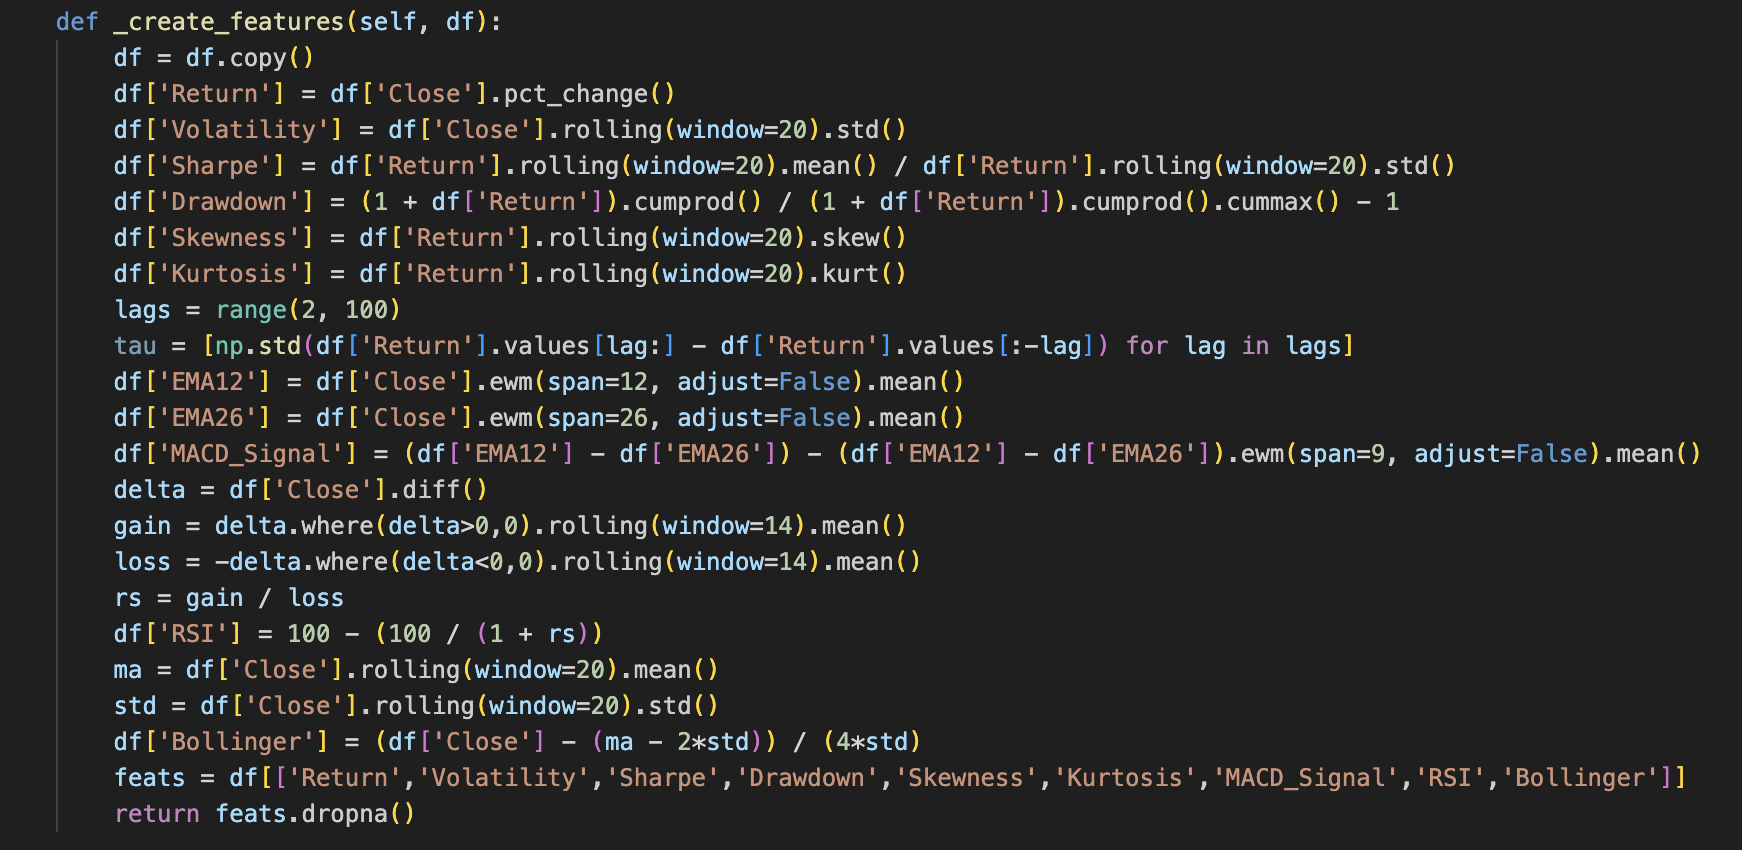 def _create_features(self, df):
    df = df.copy()
    df['Return'] = df['Close'].pct_change()
    df['Volatility'] = df['Close'].rolling(window=20).std()
    df['Sharpe'] = df['Return'].rolling(window=20).mean() / df['Return'].rolling(window=20).std()
    df['Drawdown'] = (1 + df['Return']).cumprod() / (1 + df['Return']).cumprod().cummax() - 1
    df['Skewness'] = df['Return'].rolling(window=20).skew()
    df['Kurtosis'] = df['Return'].rolling(window=20).kurt()
    lags = range(2, 100)
    tau = [np.std(df['Return'].values[lag:] - df['Return'].values[:-lag]) for lag in lags]
    df['EMA12'] = df['Close'].ewm(span=12, adjust=False).mean()
    df['EMA26'] = df['Close'].ewm(span=26, adjust=False).mean()
    df['MACD_Signal'] = (df['EMA12'] - df['EMA26']) - (df['EMA12'] - df['EMA26']).ewm(span=9, adjust=False).mean()
    delta = df['Close'].diff()
    gain = delta.where(delta>0,0).rolling(window=14).mean()
    loss = -delta.where(delta<0,0).rolling(window=14).mean()
    rs = gain / loss
    df['RSI'] = 100 - (100 / (1 + rs))
    ma = df['Close'].rolling(window=20).mean()
    std = df['Close'].rolling(window=20).std()
    df['Bollinger'] = (df['Close'] - (ma - 2*std)) / (4*std)
    feats = df[['Return','Volatility','Sharpe','Drawdown','Skewness','Kurtosis','MACD_Signal','RSI','Bollinger']]
    return feats.dropna()